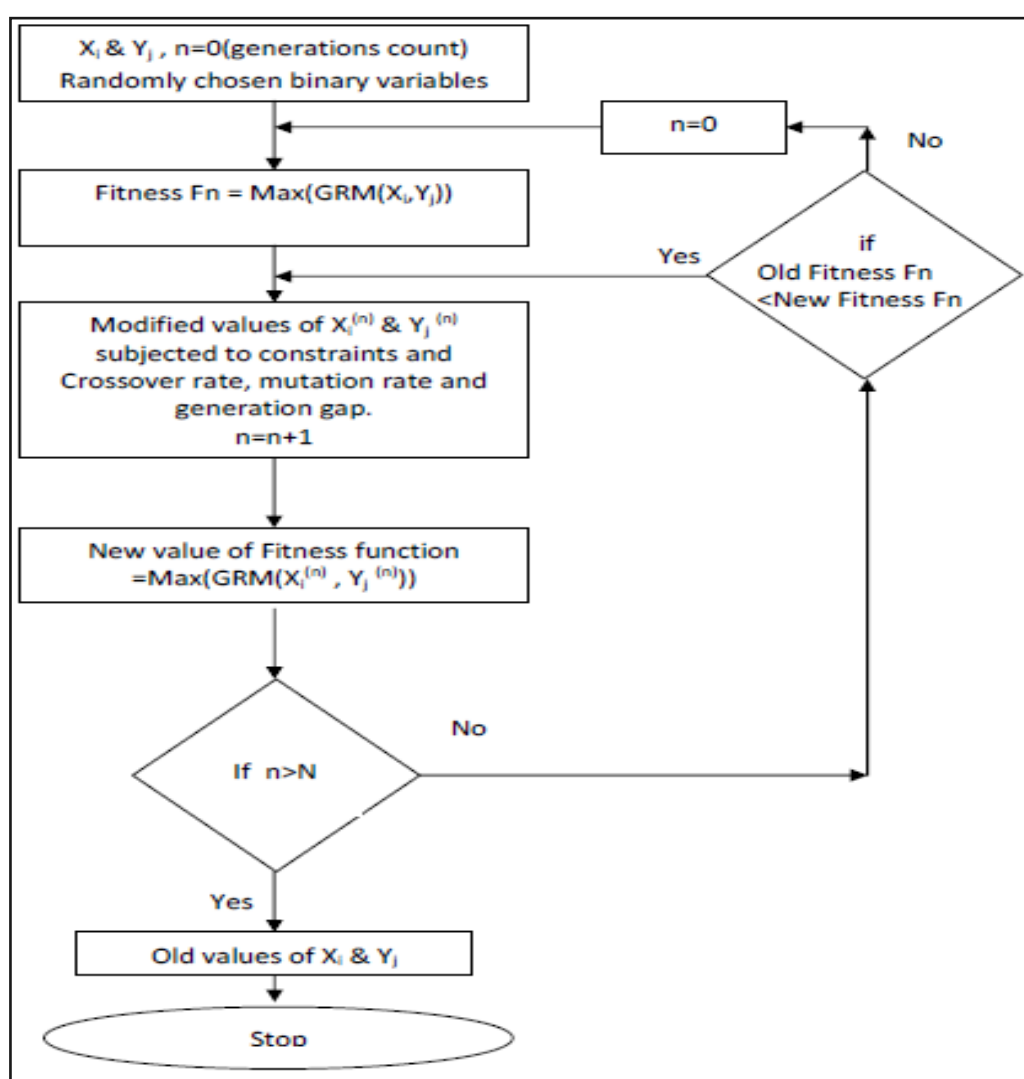 Xᵢ & Yⱼ , n=0(generations count)
Randomly chosen binary variables
n=0
No
Fitness Fn = Max(GRM(Xᵢ,Yⱼ))
Yes
if
Old Fitness Fn
<New Fitness Fn
Modified values of Xᵢ⁽ⁿ⁾ & Yⱼ ⁽ⁿ⁾
subjected to constraints and
Crossover rate, mutation rate and
generation gap.
n=n+1
New value of Fitness function
=Max(GRM(Xᵢ⁽ⁿ⁾ , Yⱼ ⁽ⁿ⁾))
No
If n>N
Yes
Old values of Xᵢ & Yⱼ
Stop